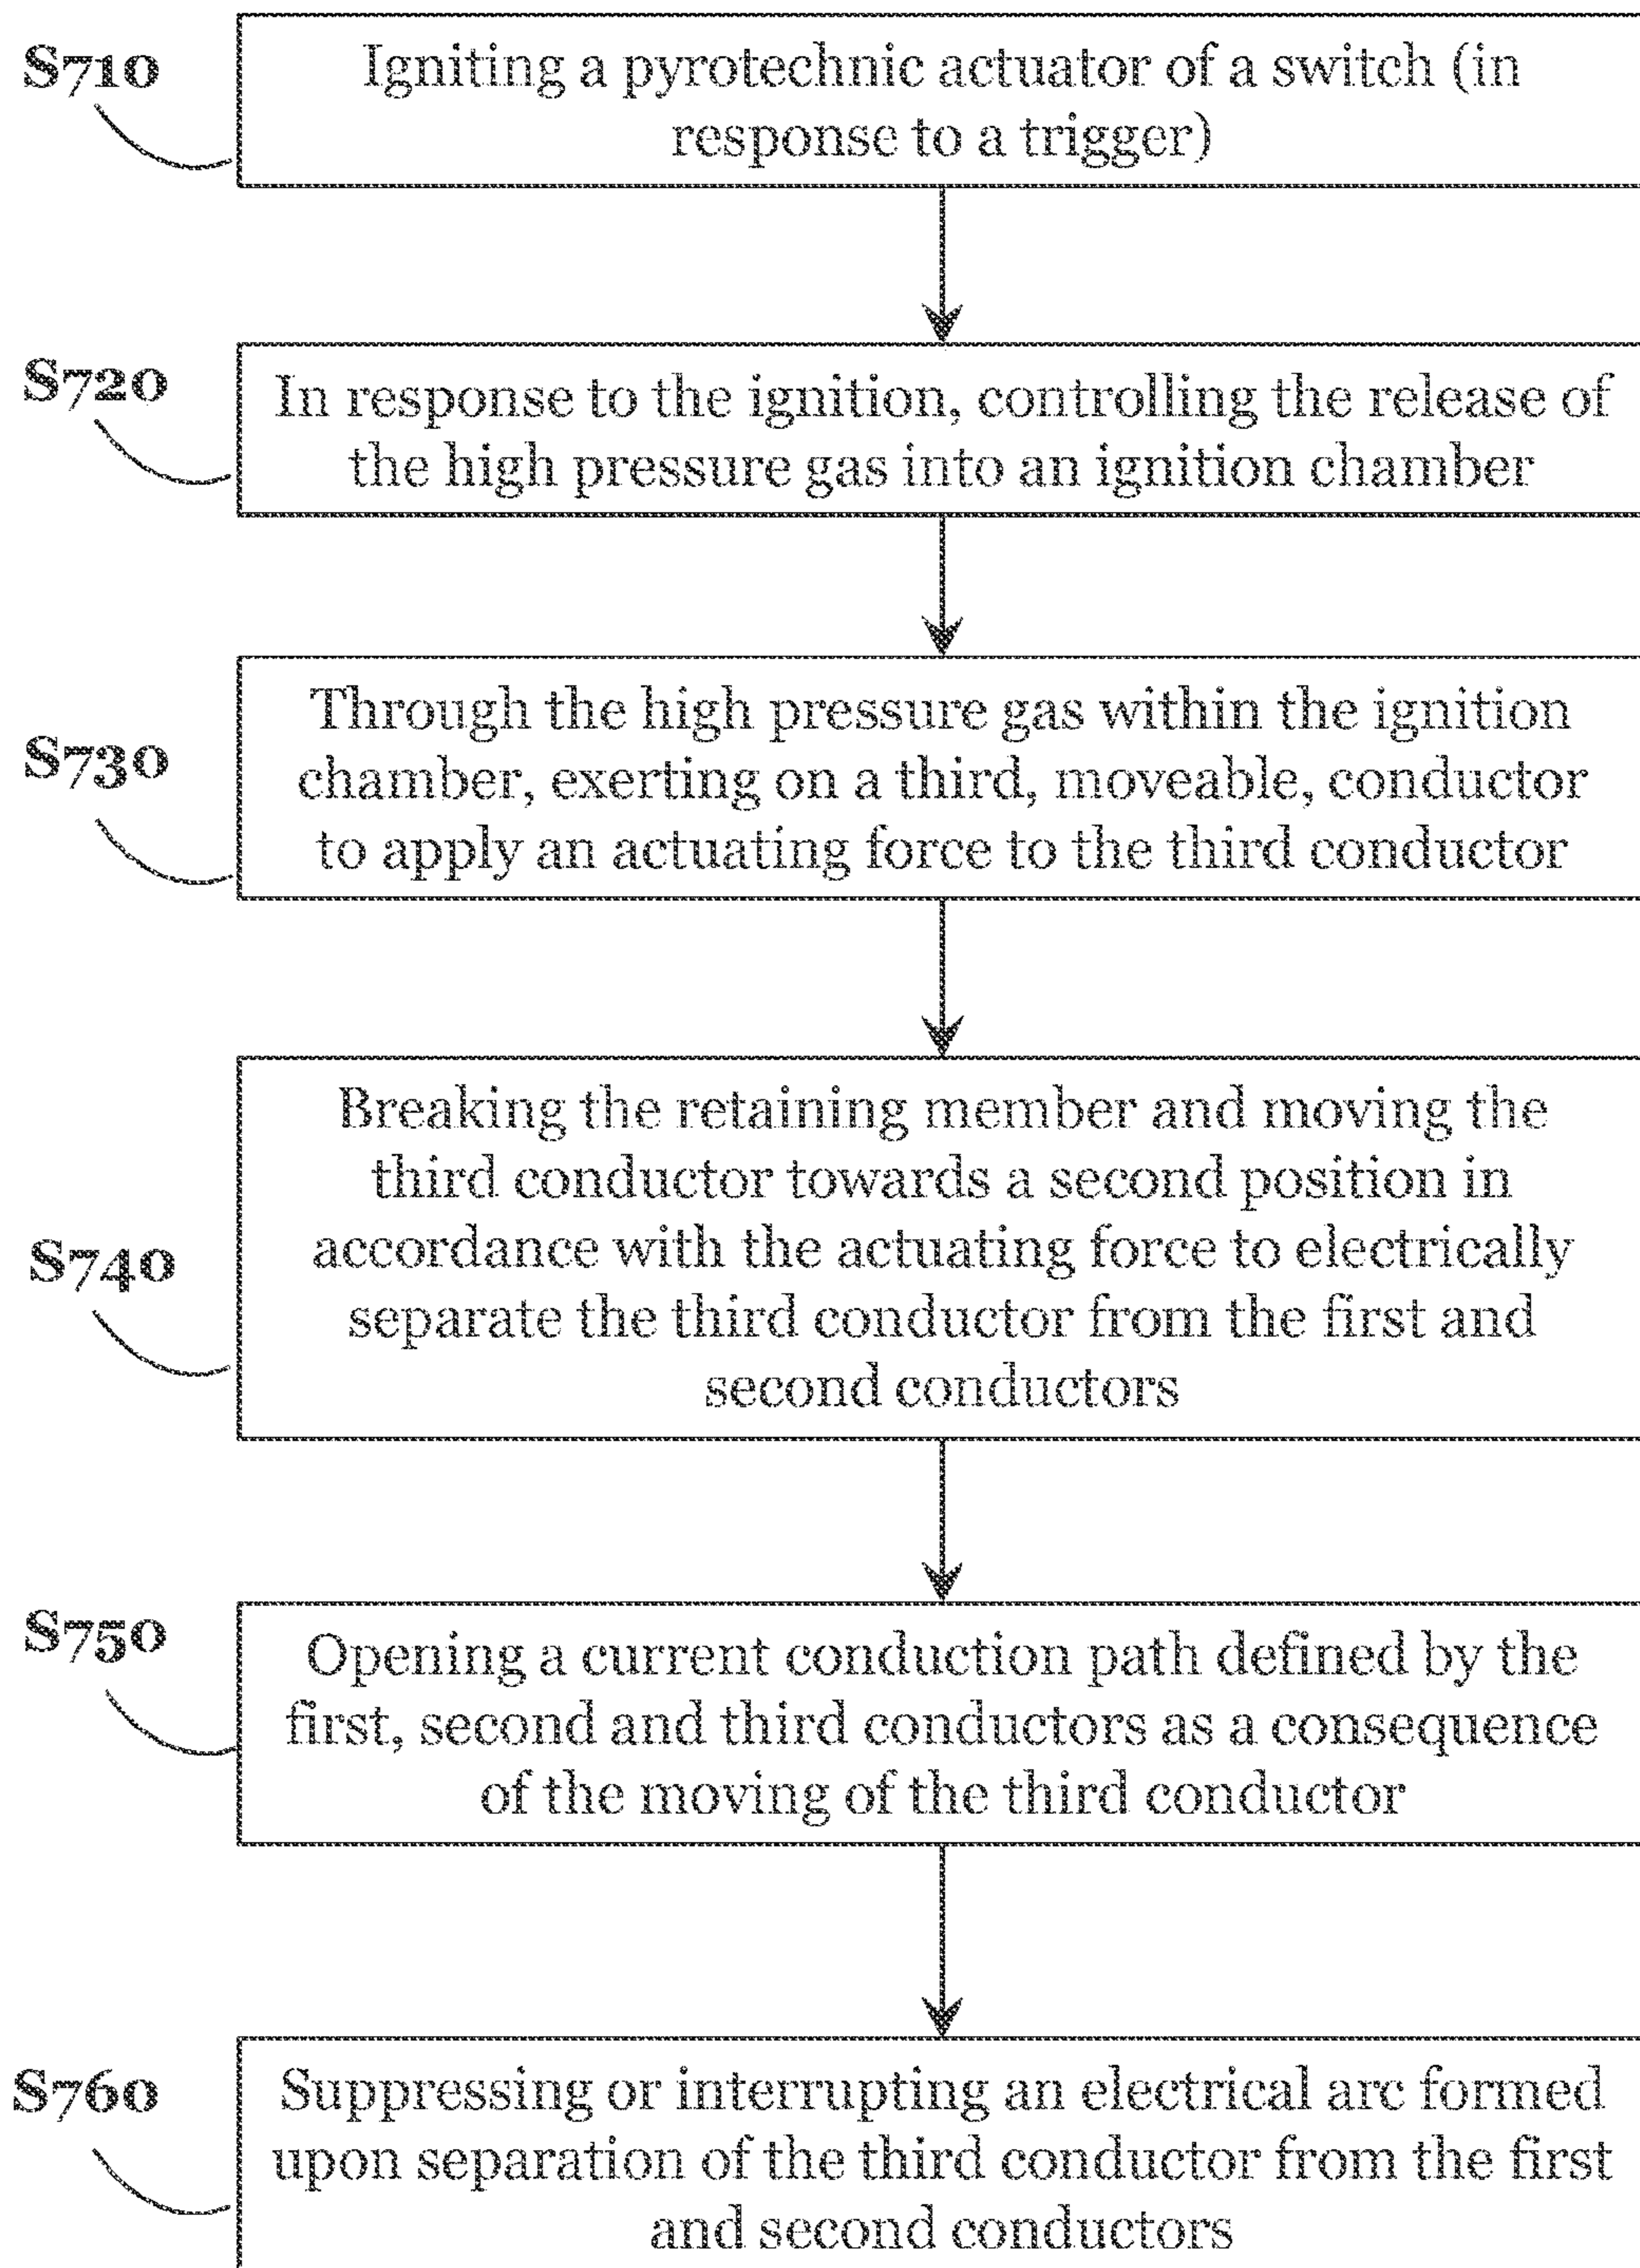 S710
Igniting a pyrotechnic actuator of a switch (in
response to a trigger)
S720
In response to the ignition, controlling the release of
the high pressure gas into an ignition chamber
S730
Through the high pressure gas within the ignition
chamber, exerting on a third, moveable, conductor
to apply an actuating force to the third conductor
S740
Breaking the retaining member and moving the
third conductor towards a second position in
accordance with the actuating force to electrically
separate the third conductor from the first and
second conductors
S750
Opening a current conduction path defined by the
first, second and third conductors as a consequence
of the moving of the third conductor
S760
Suppressing or interrupting an electrical arc formed
upon separation of the third conductor from the first
and second conductors